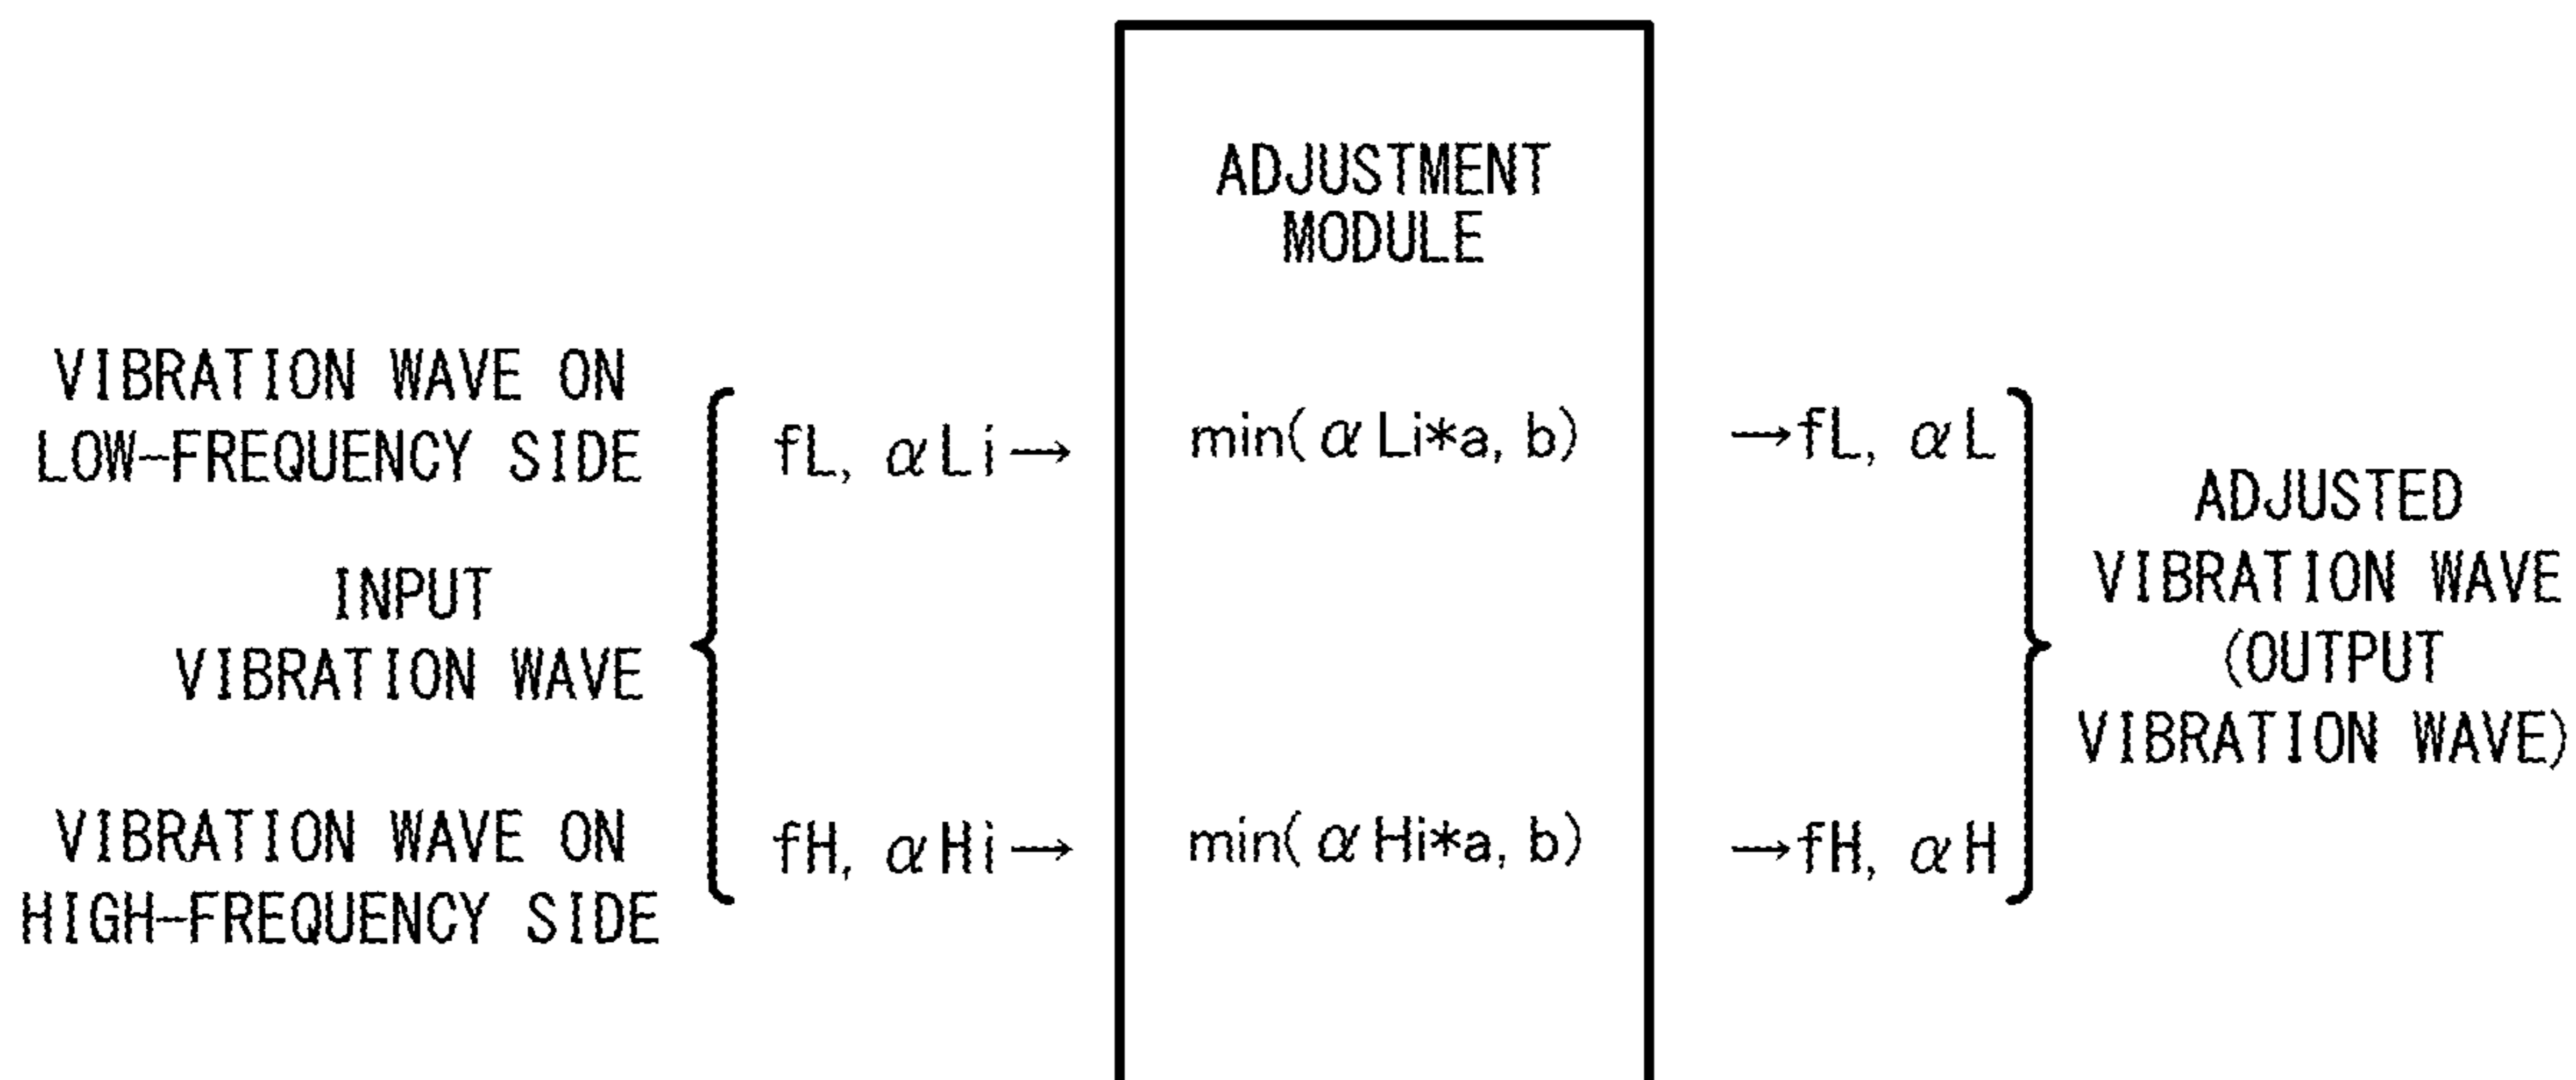 ADJUSTMENT
MODULE
VIBRATION WAVE ON
LOW-FREQUENCY SIDE
fL, αLi→
min(αLi*a, b)
→fL, αL
INPUT
VIBRATION WAVE
ADJUSTED
VIBRATION WAVE
(OUTPUT
VIBRATION WAVE)
VIBRATION WAVE ON
HIGH-FREQUENCY SIDE
fH, αHi→
min(αHi*a, b)
→fH, αH